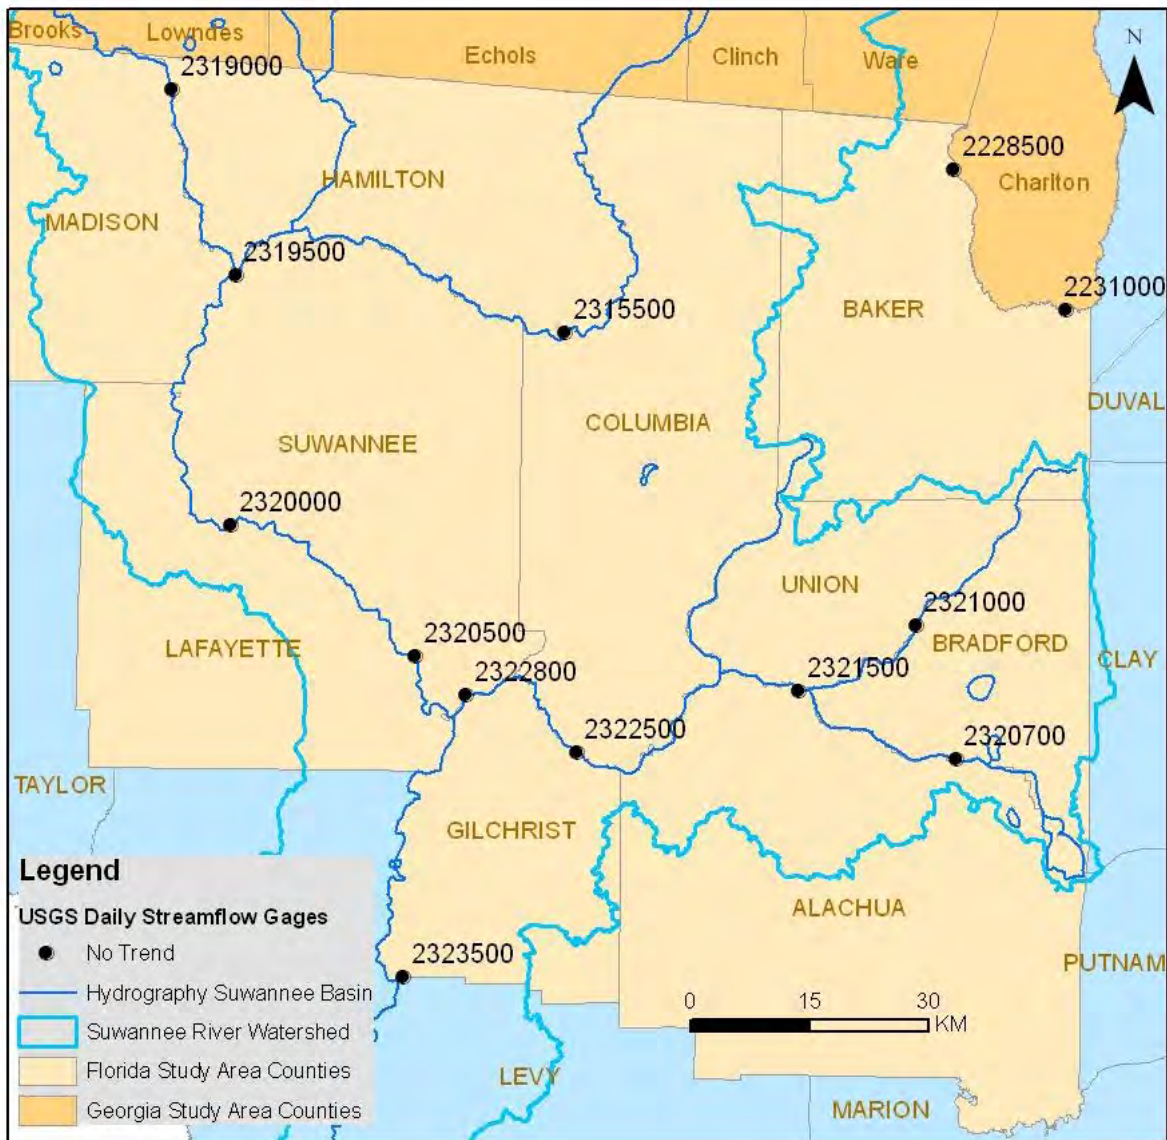 Brooks
Lowndes
Echols
Clinch
Ware
N
2319000
2228500
HAMILTON
Charlton
MADISON
2319500
2231000
2315500
BAKER
DUVAL
COLUMBIA
SUWANNEE
2320000
UNION
2321000
2320500
LAFAYETTE
BRADFORD
CLAY
2322800
2321500
2322500
2320700
TAYLOR
GILCHRIST
ALACHUA
2323500
PUTNAM
0 15 30
KM
LEVY
MARION
Legend
USGS Daily Streamflow Gages
No Trend
Hydrography Suwannee Basin
Suwannee River Watershed
Florida Study Area Counties
Georgia Study Area Counties